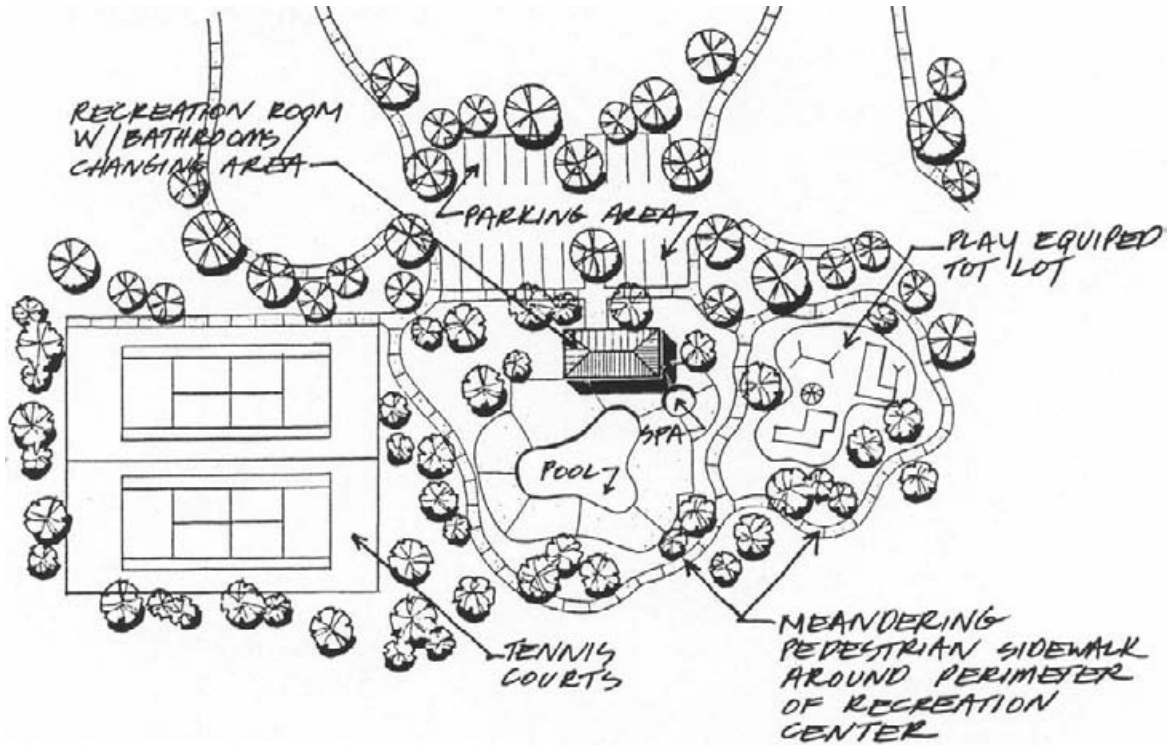 RECREATION ROOM
W/BATHROOMS
CHANGING AREA
PARKING AREA
PLAY EQUIPED
TOT LOT
SPA
POOL
TENNIS
COURTS
MEANDERING
PEDESTRIAN SIDEWALK
AROUND PERIMETER
OF RECREATION
CENTER